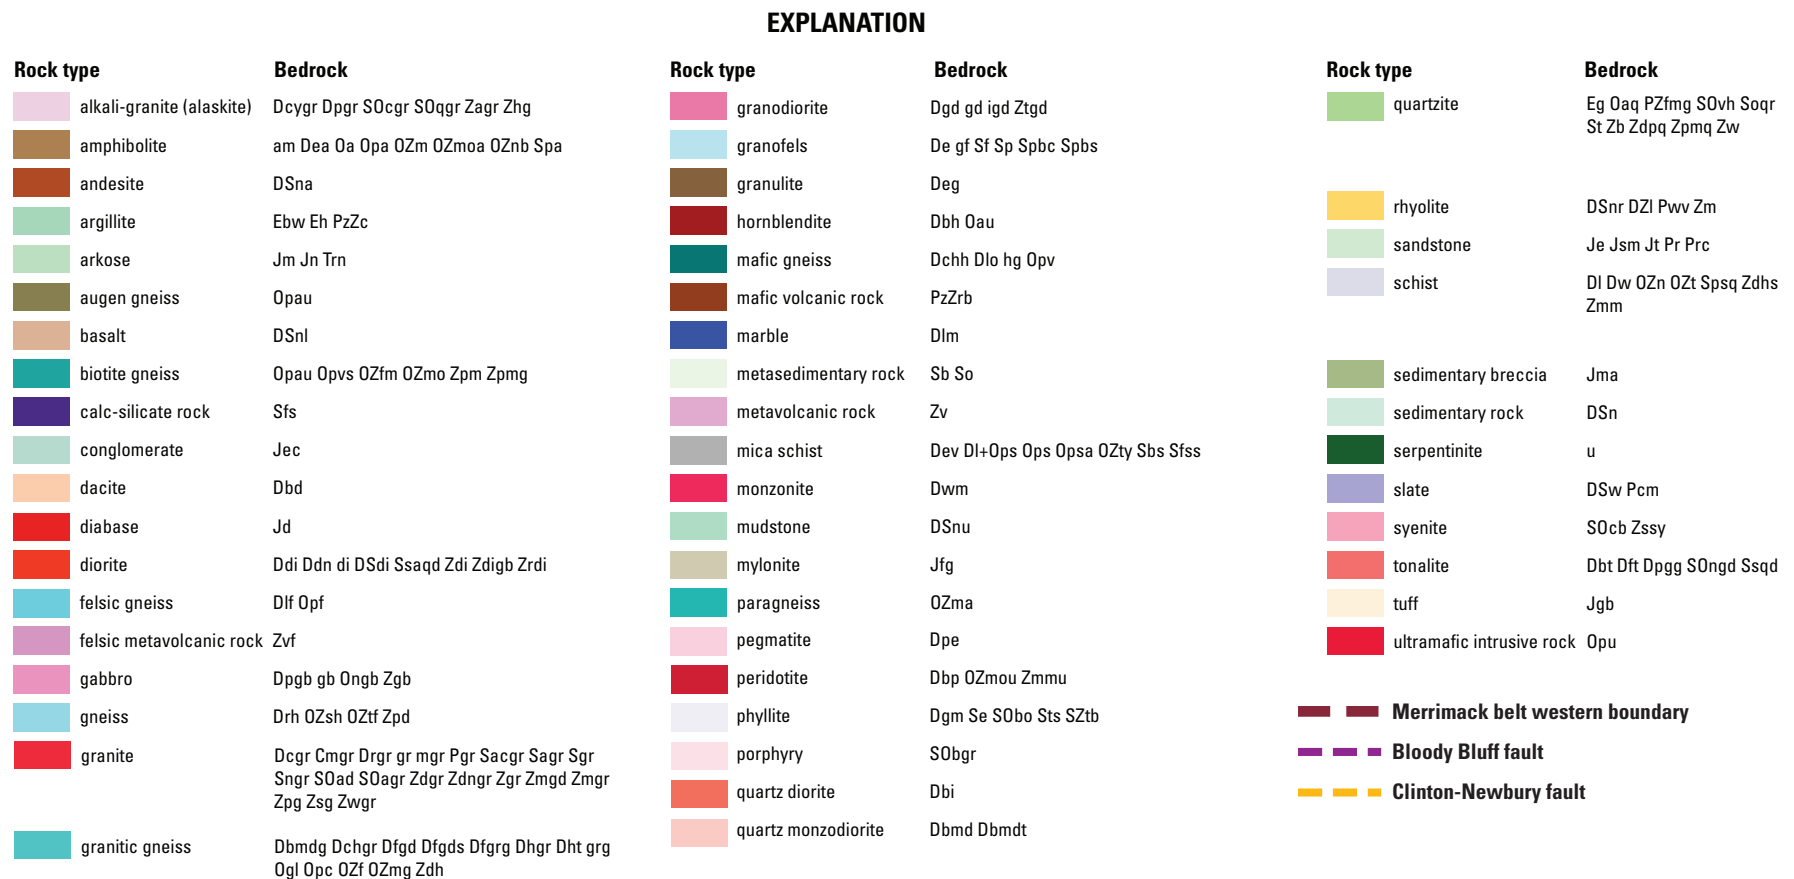 EXPLANATION
Rock type Bedrock
alkali-granite (alaskite) Dcygr Dpgr SOcgr SOqgr Zagr Zhg
amphibolite am Dea Oa Opa OZm OZmoa OZnb Spa
andesite DSna
argillite Ebw Eh PzZc
arkose Jm Jn Trn
augen gneiss Opau
basalt DSnl
biotite gneiss Opau Opvs OZfm OZmo Zpm Zpmg
calc-silicate rock Sfs
conglomerate Jec
dacite Dbd
diabase Jd
diorite Ddi Ddn di DSdi Ssaqd Zdi Zdigb Zrdi
felsic gneiss Dlf Opf
felsic metavolcanic rock Zvf
gabbro Dpgb gb Ongb Zgb
gneiss Drh OZsh OZtf Zpd
granite Dcgr Cmgr Drgr gr mgr Pgr Sacgr Sagr Sgr
Sngr SOad SOagr Zdgr Zdngr Zgr Zmgd Zmgr
Zpg Zsg Zwgr
granitic gneiss Dbmdg Dchgr Dfgd Dfgds Dfgrg Dhgr Dht grg
Ogl Opc OZf OZmg Zdh
Rock type Bedrock
granodiorite Dgd gd igd Ztgd
granofels De gf Sf Sp Spbc Spbs
granulite Deg
hornblendite Dbh Oau
mafic gneiss Dchh Dlo hg Opv
mafic volcanic rock PzZrb
marble Dlm
metasedimentary rock Sb So
metavolcanic rock Zv
mica schist Dev Dl+Ops Ops Opsa OZty Sbs Sfss
monzonite Dwm
mudstone DSnu
mylonite Jfg
paragneiss OZma
pegmatite Dpe
peridotite Dbp OZmou Zmmu
phyllite Dgm Se SObo Sts SZtb
porphyry SObgr
quartz diorite Dbi
quartz monzodiorite Dbmd Dbmdt
Rock type Bedrock
quartzite Eg Oaq PZfmg SOvh Soqr
St Zb Zdpq Zpmq Zw
rhyolite DSnr DZl Pwv Zm
sandstone Je Jsm Jt Pr Prc
schist Dl Dw OZn OZt Spsq Zdhs
Zmm
sedimentary breccia Jma
sedimentary rock DSn
serpentinite u
slate DSw Pcm
syenite SOcb Zssy
tonalite Dbt Dft Dpgg SOngd Ssqd
tuff Jgb
ultramafic intrusive rock Opu
Merrimack belt western boundary
Bloody Bluff fault
Clinton-Newbury fault